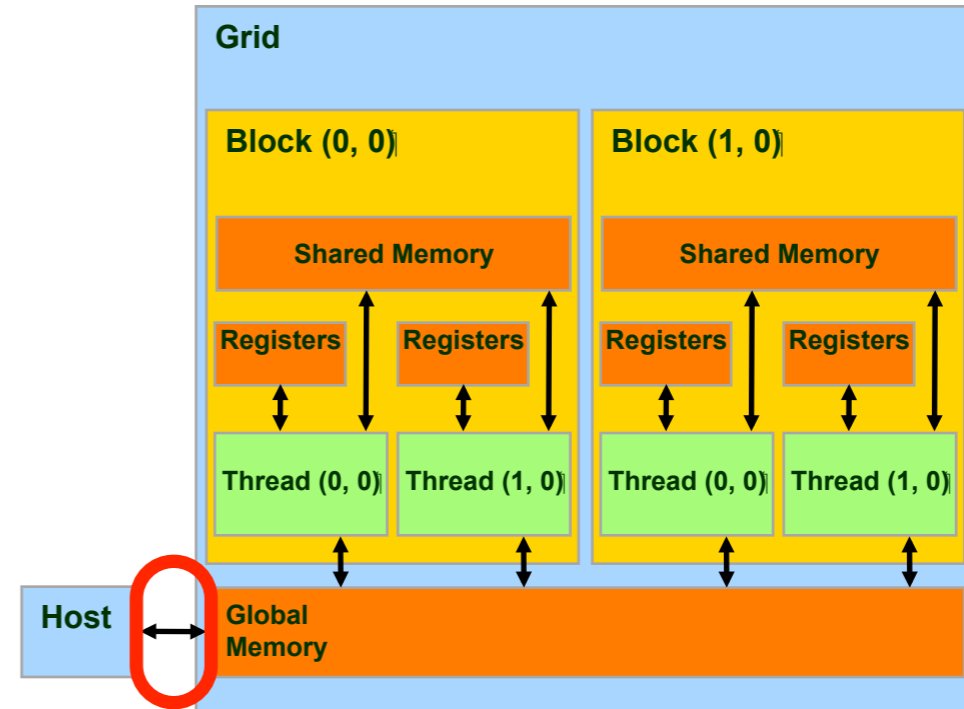 Grid
Block (0, 0)
Block (1, 0)
Shared Memory
Shared Memory
Registers
Registers
Registers
Registers
Thread (0, 0)
Thread (1, 0)
Thread (0, 0)
Thread (1, 0)
Host
Global
Memory